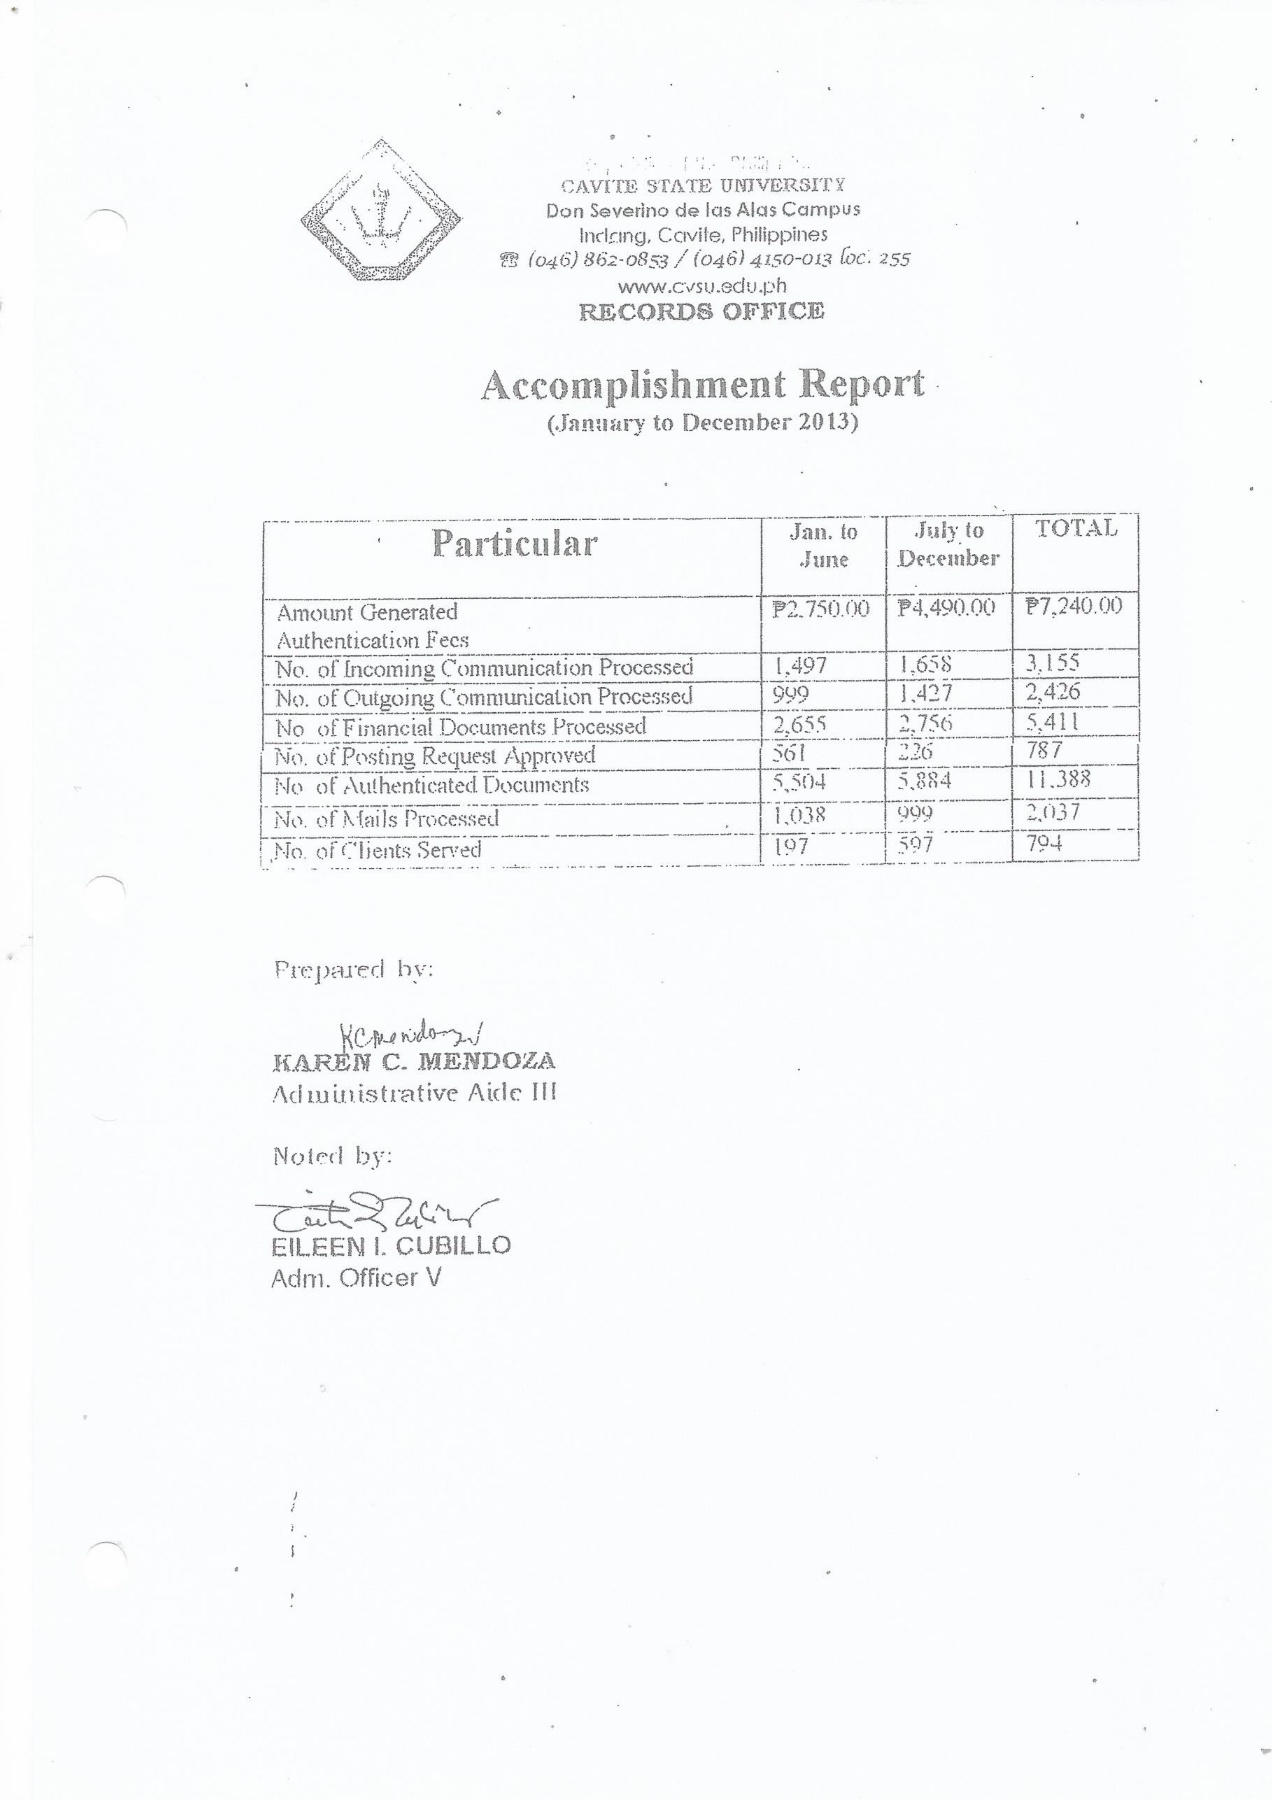 CAVITE STATE UNIVERSITY
Don Severino de las Alas Campus
Indang, Cavite, Philippines
☎ (046) 862-0853 / (046) 4150-013 loc. 255
www.cvsu.edu.ph
RECORDS OFFICE
Accomplishment Report
(January to December 2013)
Particular Jan. to June July to December TOTAL
Amount Generated Authentication Fees ₱2,750.00 ₱4,490.00 ₱7,240.00
No. of Incoming Communication Processed 1,497 1,658 3,155
No. of Outgoing Communication Processed 999 1,427 2,426
No of Financial Documents Processed 2,655 2,756 5,411
No. of Posting Request Approved 561 226 787
No of Authenticated Documents 5,504 5,884 11,388
No. of Mails Processed 1,038 999 2,037
No. of Clients Served 197 597 794
Prepared by:
KCMendoza
KAREN C. MENDOZA
Administrative Aide III
Noted by:
EILEEN I. CUBILLO
Adm. Officer V